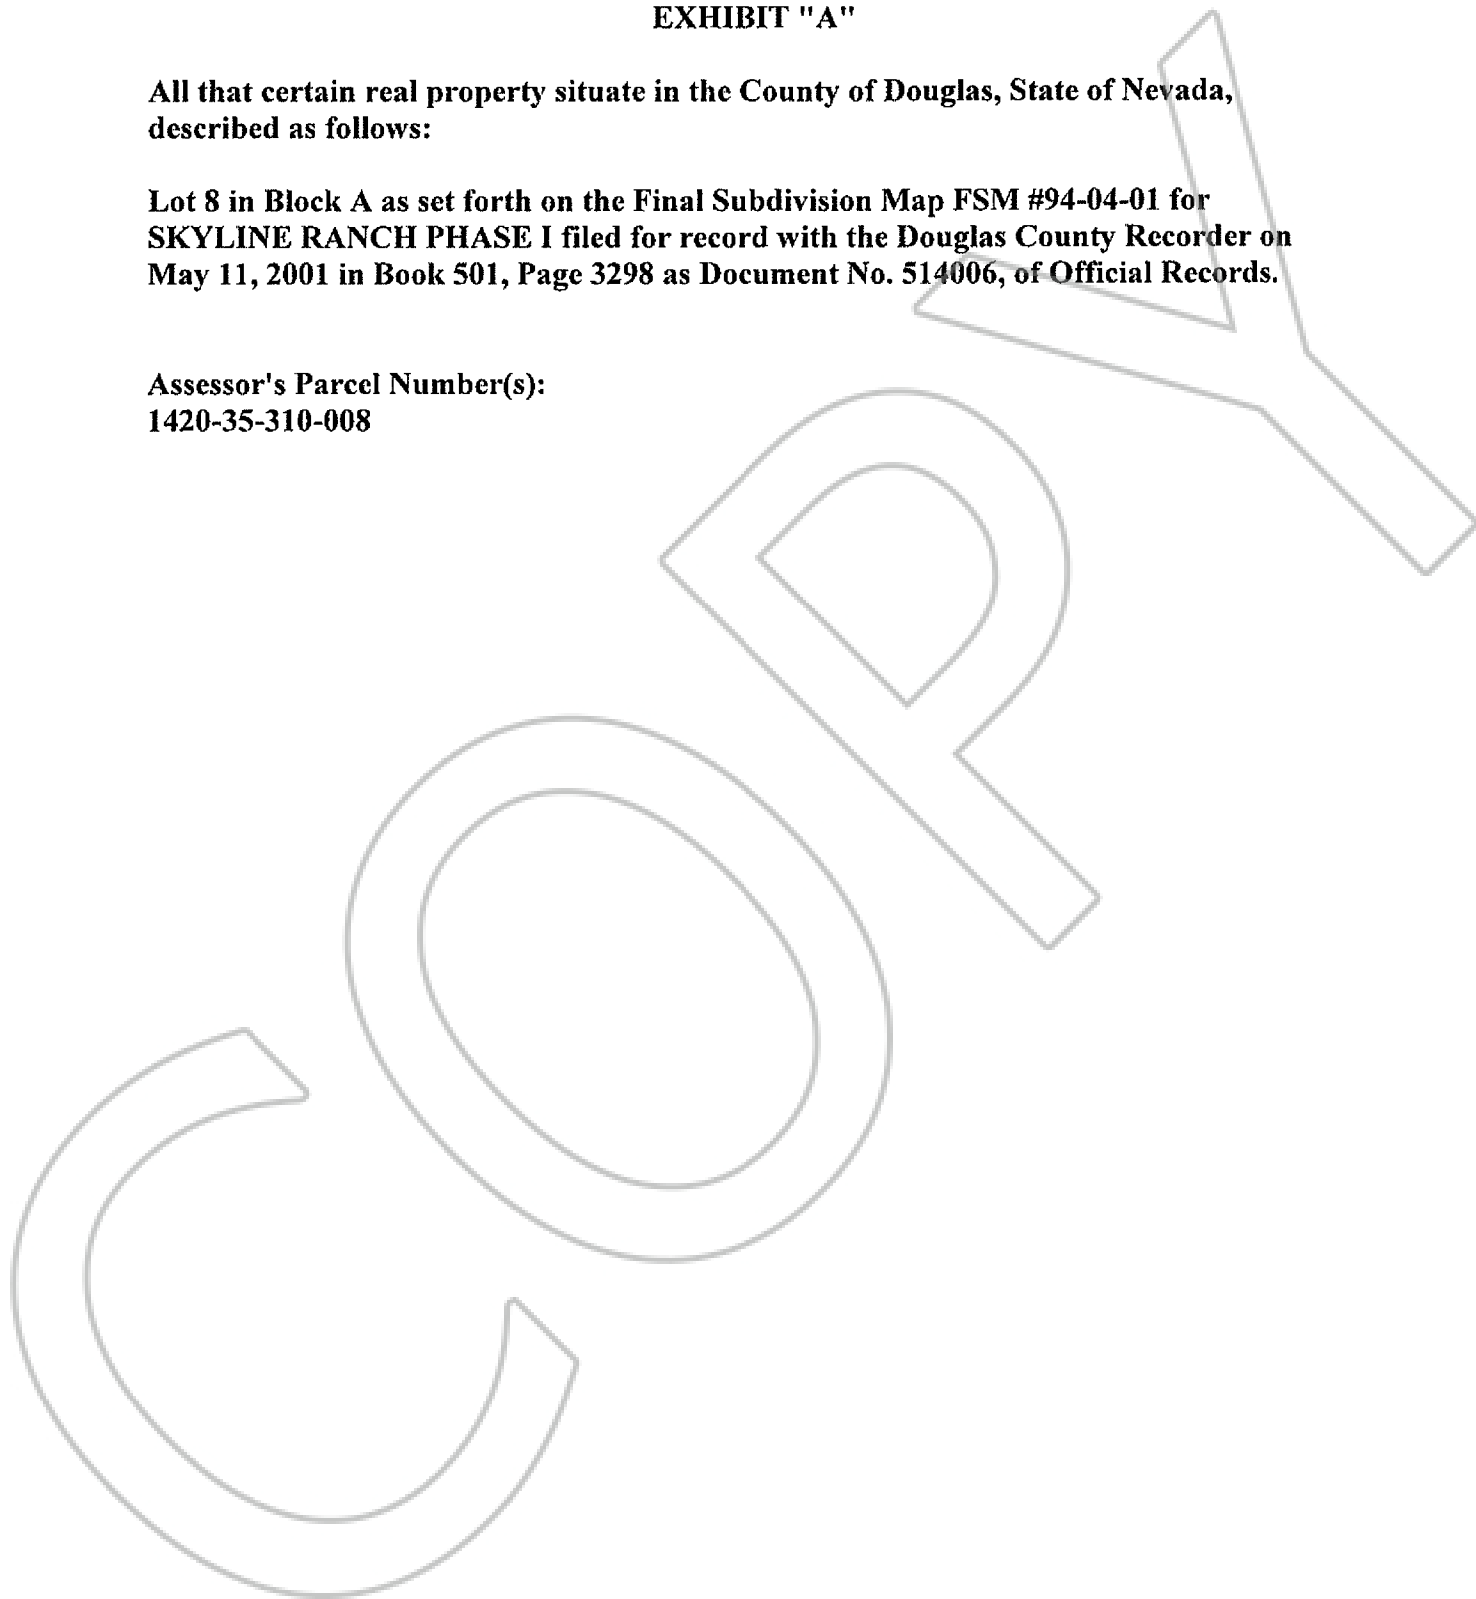 EXHIBIT "A"
All that certain real property situate in the County of Douglas, State of Nevada,
described as follows:
Lot 8 in Block A as set forth on the Final Subdivision Map FSM #94-04-01 for
SKYLINE RANCH PHASE I filed for record with the Douglas County Recorder on
May 11, 2001 in Book 501, Page 3298 as Document No. 514006, of Official Records.
Assessor's Parcel Number(s):
1420-35-310-008
COPY